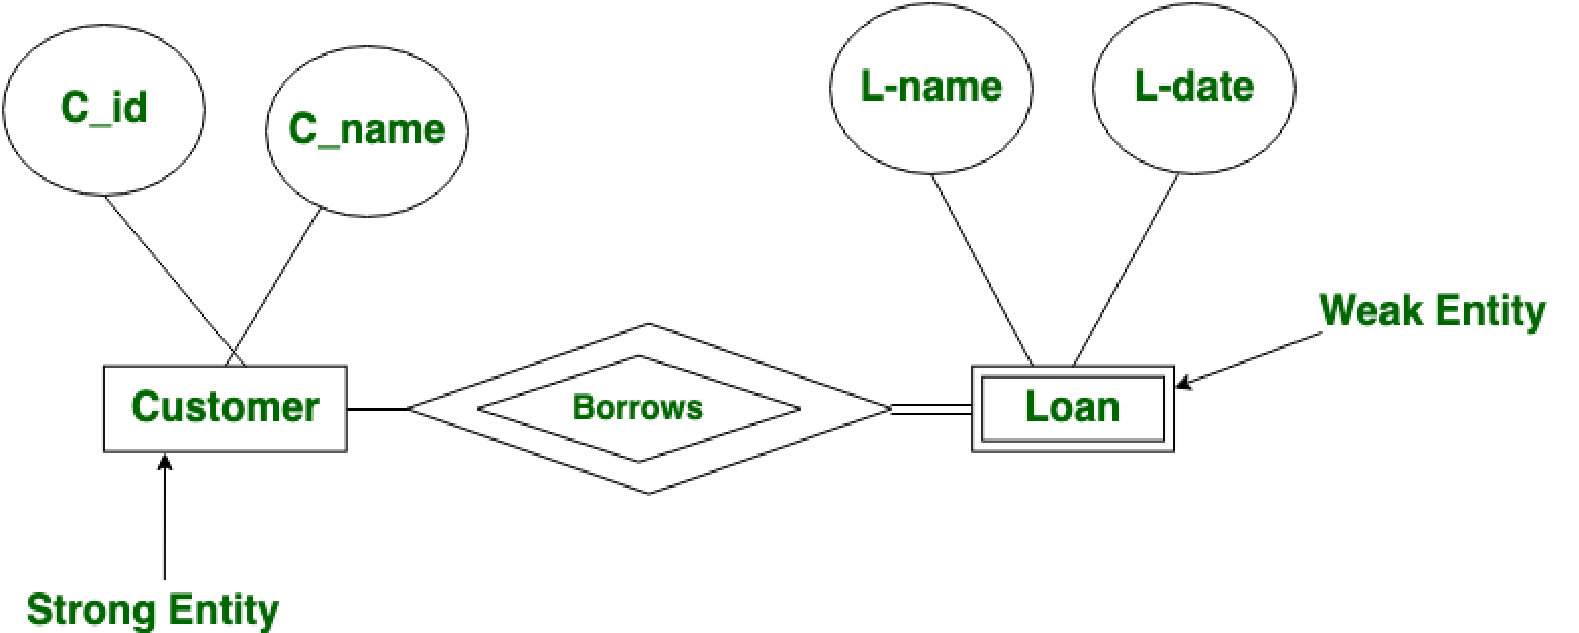 C_id
C_name
L-name
L-date
Weak Entity
Customer
Borrows
Loan
Strong Entity